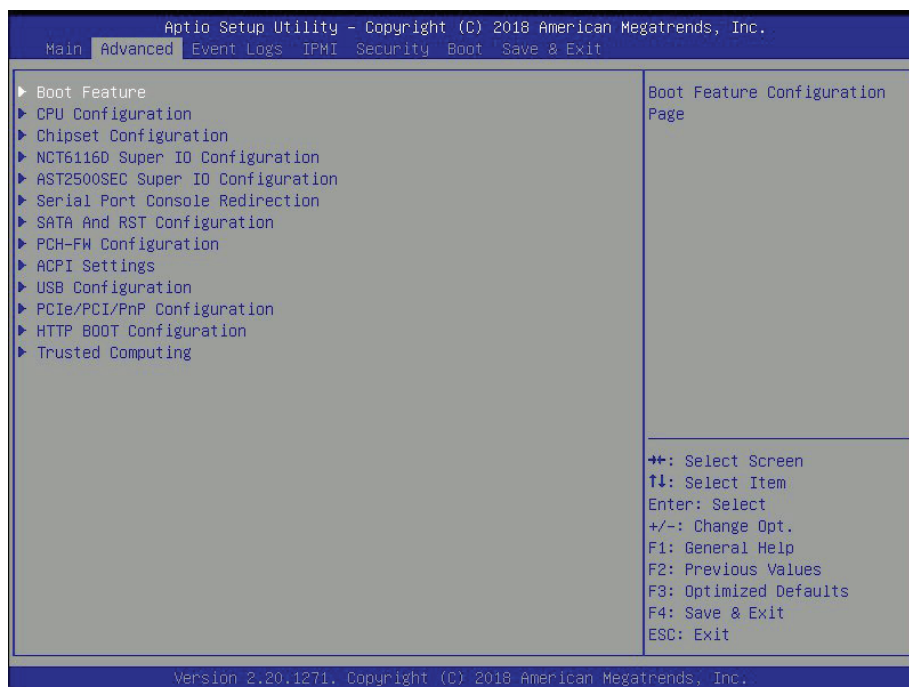 Aptio Setup Utility – Copyright (C) 2018 American Megatrends, Inc.
Main Advanced Event Logs IPMI Security Boot Save & Exit
▶ Boot Feature
▶ CPU Configuration
▶ Chipset Configuration
▶ NCT6116D Super IO Configuration
▶ AST2500SEC Super IO Configuration
▶ Serial Port Console Redirection
▶ SATA And RST Configuration
▶ PCH-FW Configuration
▶ ACPI Settings
▶ USB Configuration
▶ PCIe/PCI/PnP Configuration
▶ HTTP BOOT Configuration
▶ Trusted Computing
Boot Feature Configuration
Page
→←: Select Screen
↑↓: Select Item
Enter: Select
+/-: Change Opt.
F1: General Help
F2: Previous Values
F3: Optimized Defaults
F4: Save & Exit
ESC: Exit
Version 2.20.1271. Copyright (C) 2018 American Megatrends, Inc.